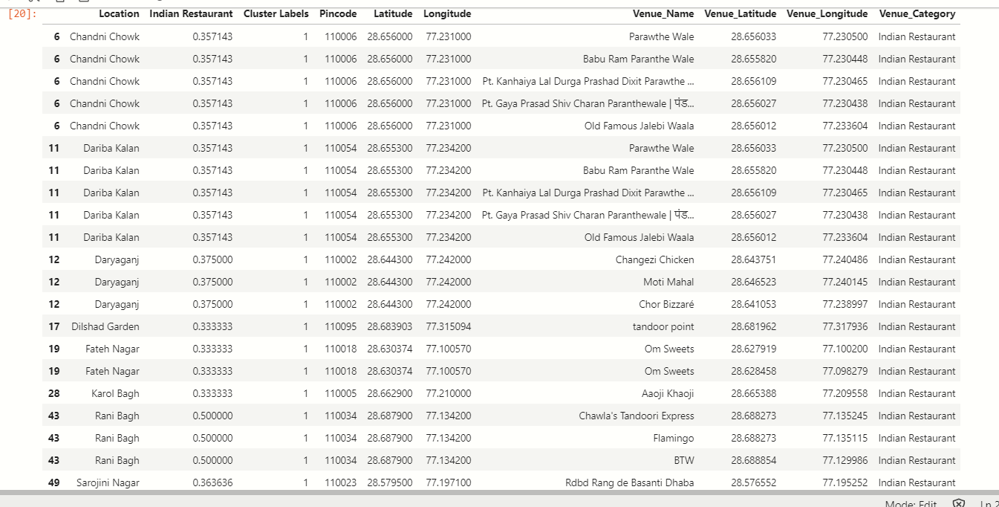 [20]:
Location Indian Restaurant Cluster Labels Pincode Latitude Longitude Venue_Name Venue_Latitude Venue_Longitude Venue_Category
6 Chandni Chowk 0.357143 1 110006 28.656000 77.231000 Parawthe Wale 28.656033 77.230500 Indian Restaurant
6 Chandni Chowk 0.357143 1 110006 28.656000 77.231000 Babu Ram Paranthe Wale 28.655820 77.230448 Indian Restaurant
6 Chandni Chowk 0.357143 1 110006 28.656000 77.231000 Pt. Kanhaiya Lal Durga Prashad Dixit Parawthe ... 28.656109 77.230465 Indian Restaurant
6 Chandni Chowk 0.357143 1 110006 28.656000 77.231000 Pt. Gaya Prasad Shiv Charan Paranthewale | पंड... 28.656027 77.230438 Indian Restaurant
6 Chandni Chowk 0.357143 1 110006 28.656000 77.231000 Old Famous Jalebi Waala 28.656012 77.233604 Indian Restaurant
11 Dariba Kalan 0.357143 1 110054 28.655300 77.234200 Parawthe Wale 28.656033 77.230500 Indian Restaurant
11 Dariba Kalan 0.357143 1 110054 28.655300 77.234200 Babu Ram Paranthe Wale 28.655820 77.230448 Indian Restaurant
11 Dariba Kalan 0.357143 1 110054 28.655300 77.234200 Pt. Kanhaiya Lal Durga Prashad Dixit Parawthe ... 28.656109 77.230465 Indian Restaurant
11 Dariba Kalan 0.357143 1 110054 28.655300 77.234200 Pt. Gaya Prasad Shiv Charan Paranthewale | पंड... 28.656027 77.230438 Indian Restaurant
11 Dariba Kalan 0.357143 1 110054 28.655300 77.234200 Old Famous Jalebi Waala 28.656012 77.233604 Indian Restaurant
12 Daryaganj 0.375000 1 110002 28.644300 77.242000 Changezi Chicken 28.643751 77.240486 Indian Restaurant
12 Daryaganj 0.375000 1 110002 28.644300 77.242000 Moti Mahal 28.646523 77.240145 Indian Restaurant
12 Daryaganj 0.375000 1 110002 28.644300 77.242000 Chor Bizzaré 28.641053 77.238997 Indian Restaurant
17 Dilshad Garden 0.333333 1 110095 28.683903 77.315094 tandoor point 28.681962 77.317936 Indian Restaurant
19 Fateh Nagar 0.333333 1 110018 28.630374 77.100570 Om Sweets 28.627919 77.100200 Indian Restaurant
19 Fateh Nagar 0.333333 1 110018 28.630374 77.100570 Om Sweets 28.628458 77.098279 Indian Restaurant
28 Karol Bagh 0.333333 1 110005 28.662900 77.210000 Aaoji Khaoji 28.665388 77.209558 Indian Restaurant
43 Rani Bagh 0.500000 1 110034 28.687900 77.134200 Chawla's Tandoori Express 28.688273 77.135245 Indian Restaurant
43 Rani Bagh 0.500000 1 110034 28.687900 77.134200 Flamingo 28.688273 77.135115 Indian Restaurant
43 Rani Bagh 0.500000 1 110034 28.687900 77.134200 BTW 28.688854 77.129986 Indian Restaurant
49 Sarojini Nagar 0.363636 1 110023 28.579500 77.197100 Rdbd Rang de Basanti Dhaba 28.576552 77.195252 Indian Restaurant
Mode: Edit Ln 2